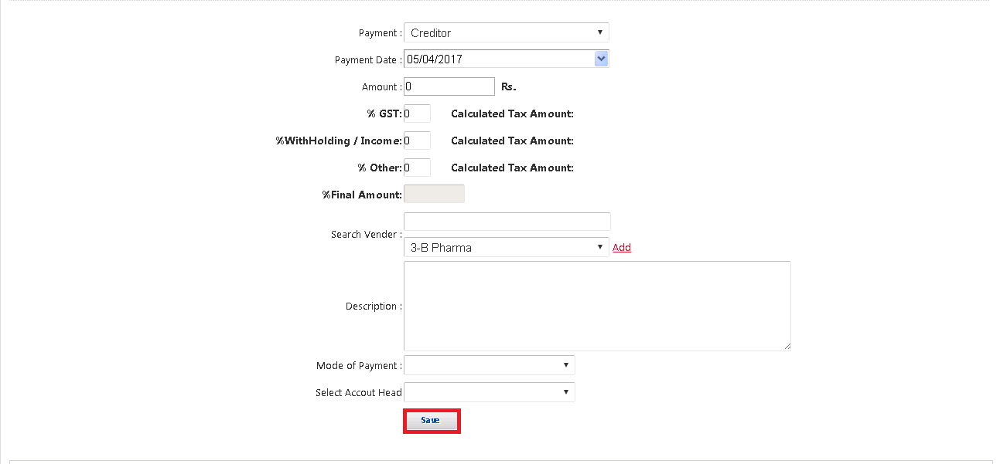 Payment : Creditor
Payment Date : 05/04/2017
Amount : 0 Rs.
% GST: 0 Calculated Tax Amount:
%WithHolding / Income: 0 Calculated Tax Amount:
% Other: 0 Calculated Tax Amount:
%Final Amount:
Search Vender :
3-B Pharma Add
Description :
Mode of Payment :
Select Accout Head
Save